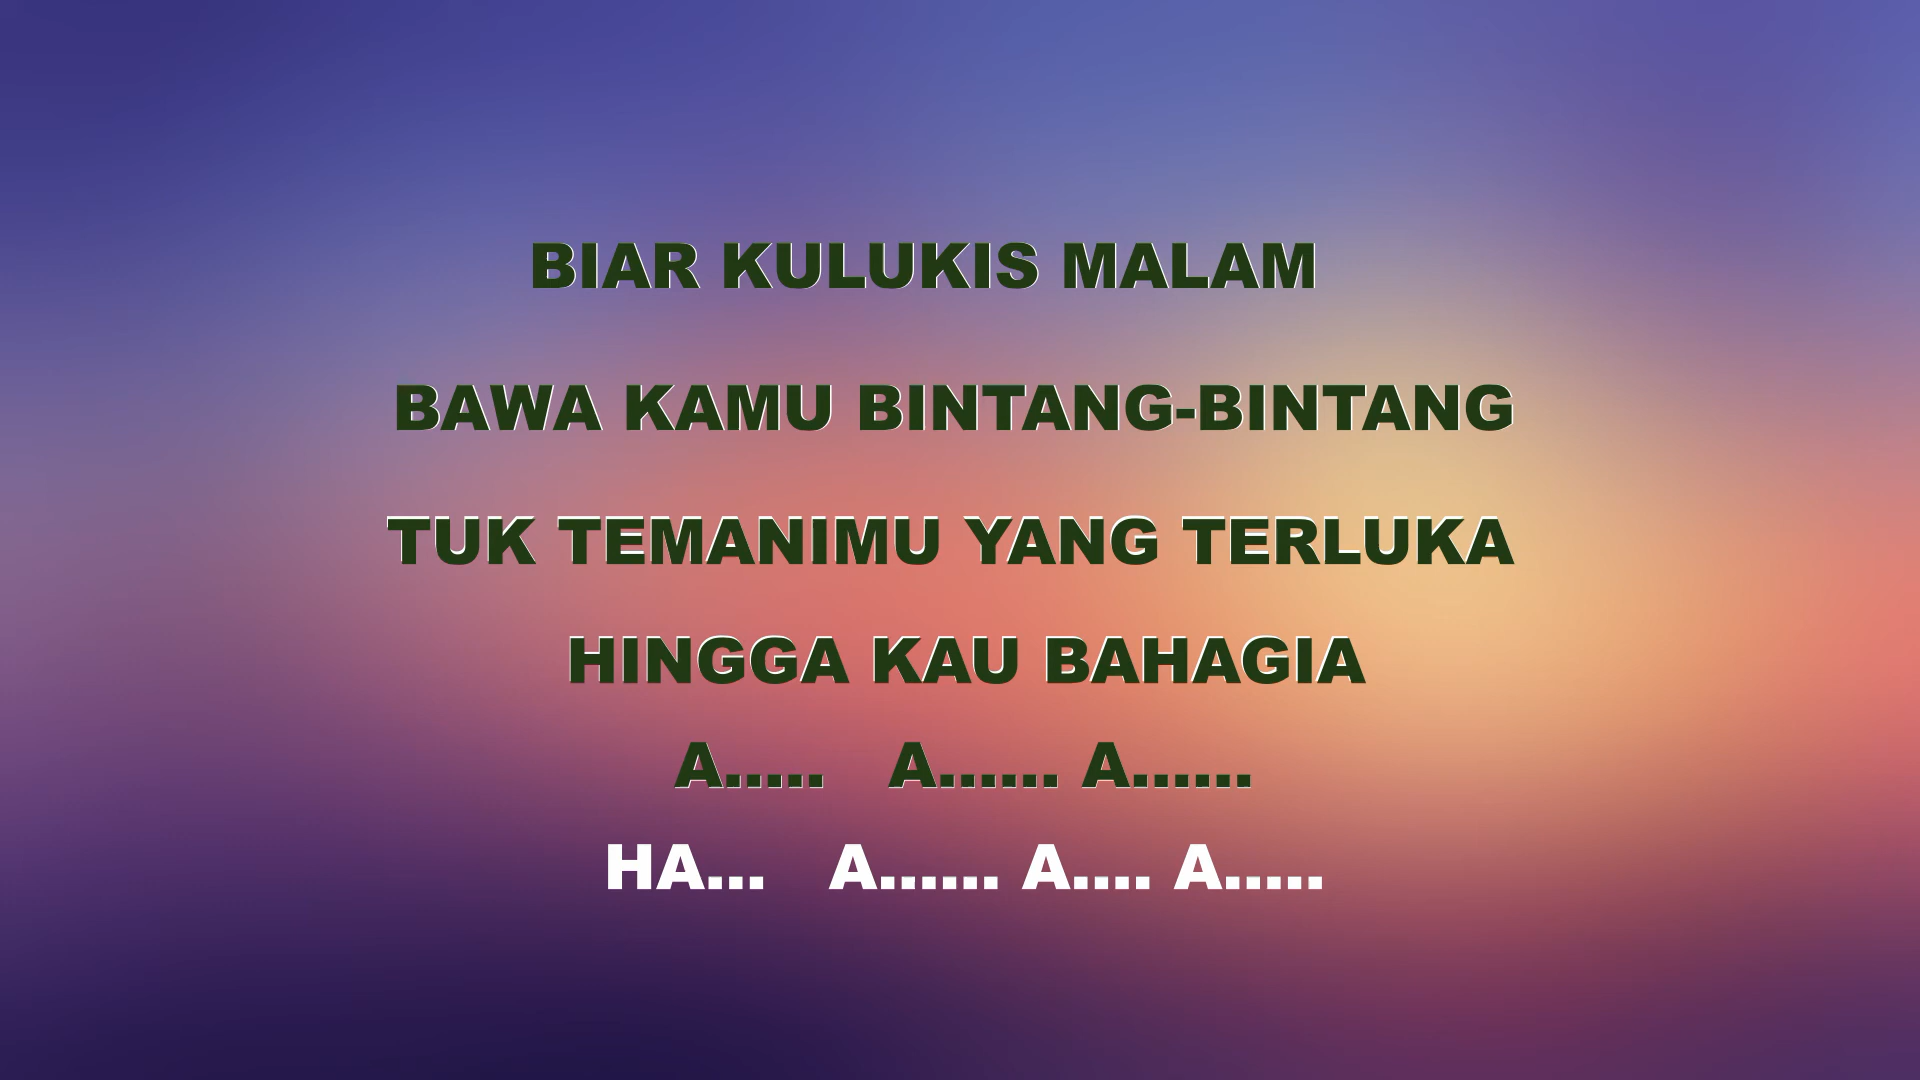 BIAR KULUKIS MALAM
BAWA KAMU BINTANG-BINTANG
TUK TEMANIMU YANG TERLUKA
HINGGA KAU BAHAGIA
A..... A...... A......
HA... A...... A.... A.....